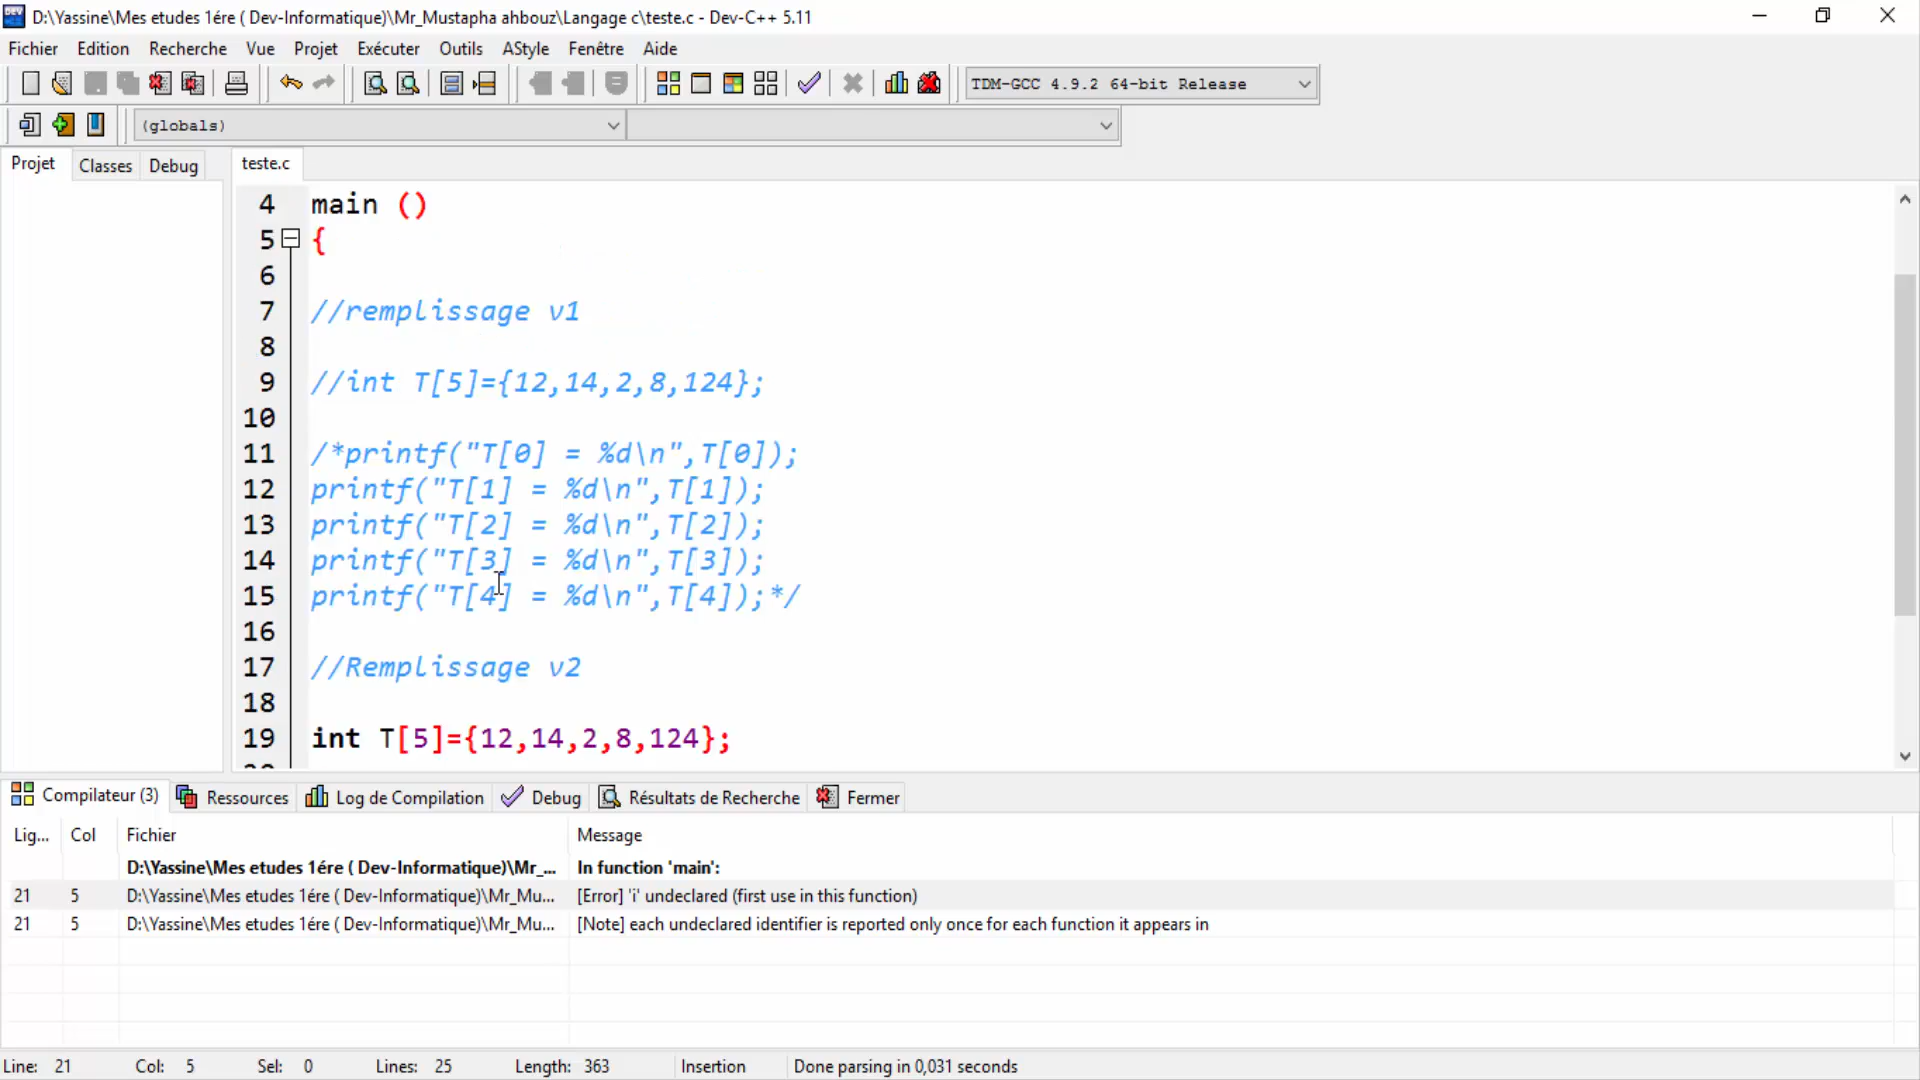 D:\Yassine\Mes etudes 1ére ( Dev-Informatique)\Mr_Mustapha ahbouz\Langage c\teste.c - Dev-C++ 5.11
Fichier Edition Recherche Vue Projet Exécuter Outils AStyle Fenêtre Aide
TDM-GCC 4.9.2 64-bit Release
(globals)
Projet Classes Debug teste.c
4 main ()
5 {
6
7 //remplissage v1
8
9 //int T[5]={12,14,2,8,124};
10
11 /*printf("T[0] = %d\n",T[0]);
12 printf("T[1] = %d\n",T[1]);
13 printf("T[2] = %d\n",T[2]);
14 printf("T[3] = %d\n",T[3]);
15 printf("T[4] = %d\n",T[4]);*/
16
17 //Remplissage v2
18
19 int T[5]={12,14,2,8,124};
Compilateur (3) Ressources Log de Compilation Debug Résultats de Recherche Fermer
Lig... Col Fichier Message
D:\Yassine\Mes etudes 1ére ( Dev-Informatique)\Mr_... In function 'main':
21 5 D:\Yassine\Mes etudes 1ére ( Dev-Informatique)\Mr_Mu... [Error] 'i' undeclared (first use in this function)
21 5 D:\Yassine\Mes etudes 1ére ( Dev-Informatique)\Mr_Mu... [Note] each undeclared identifier is reported only once for each function it appears in
Line: 21 Col: 5 Sel: 0 Lines: 25 Length: 363 Insertion Done parsing in 0,031 seconds